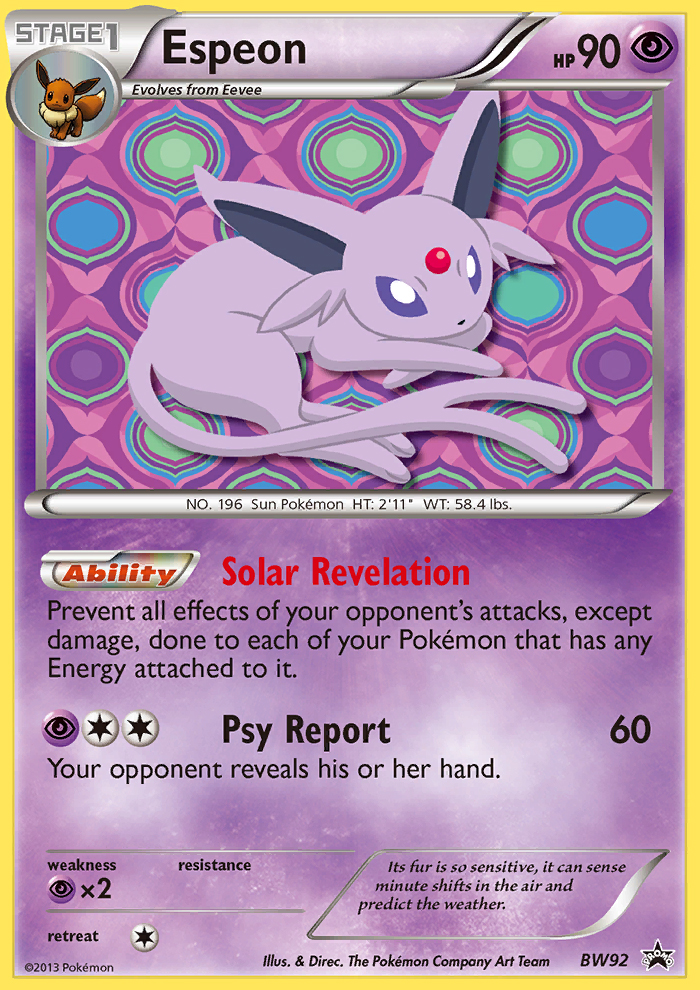 STAGE1
Espeon
HP90
Evolves from Eevee
NO. 196 Sun Pokémon HT: 2'11" WT: 58.4 lbs.
Ability Solar Revelation
Prevent all effects of your opponent's attacks, except
damage, done to each of your Pokémon that has any
Energy attached to it.
Psy Report 60
Your opponent reveals his or her hand.
weakness resistance
×2
Its fur is so sensitive, it can sense
minute shifts in the air and
predict the weather.
retreat
©2013 Pokémon
Illus. & Direc. The Pokémon Company Art Team
BW92
PROMO